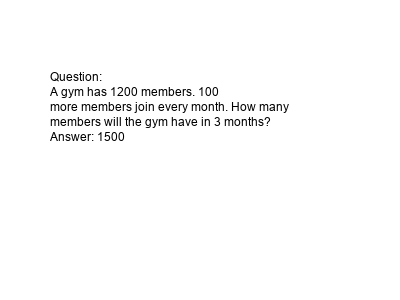 Question:
A gym has 1200 members. 100
more members join every month. How many
members will the gym have in 3 months?
Answer: 1500